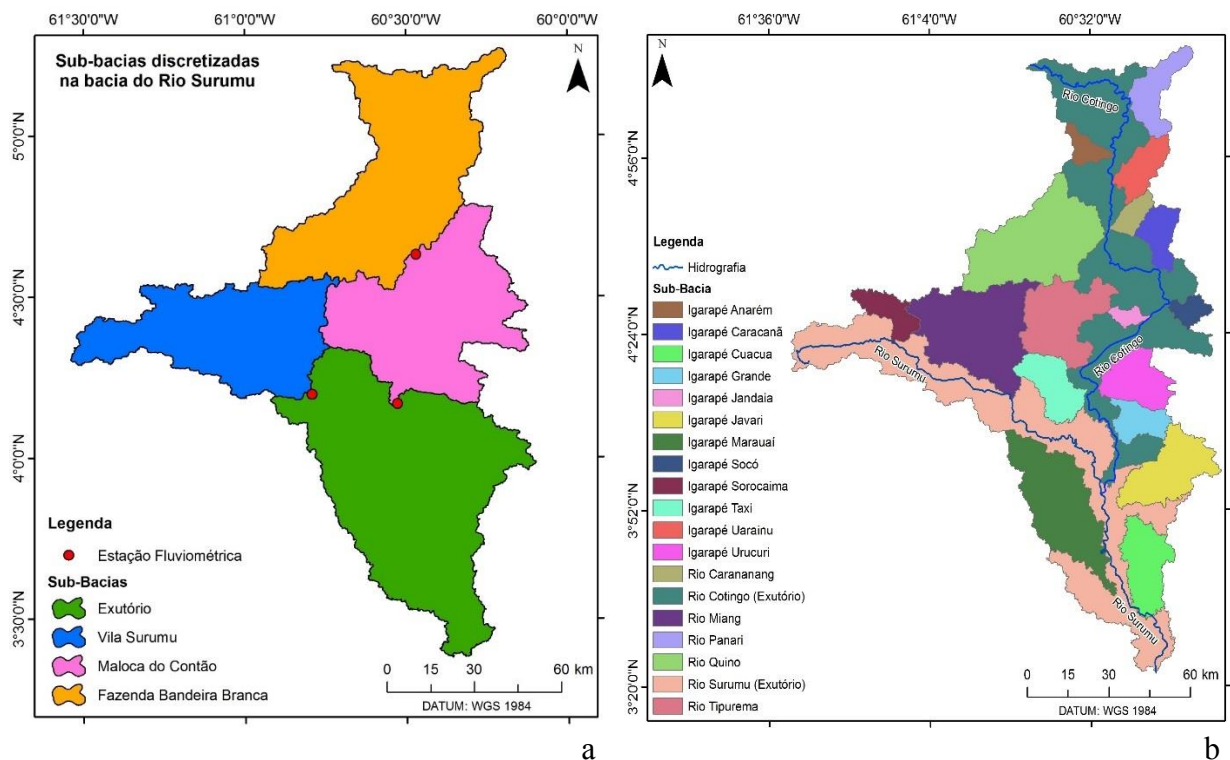 61°30'0"W
61°0'0"W
60°30'0"W
60°0'0"W
Sub-bacias discretizadas
na bacia do Rio Surumu
N
5°0'0"N
4°30'0"N
4°0'0"N
3°30'0"N
Legenda
Estação Fluviométrica
Sub-Bacias
Exutório
Vila Surumu
Maloca do Contão
Fazenda Bandeira Branca
0 15 30 60 km
DATUM: WGS 1984
a
61°36'W
61°4'0"W
60°32'W
N
4°56'0"N
4°24'0"N
3°52'0"N
3°20'0"N
Legenda
Hidrografia
Sub-Bacia
Igarapé Anarém
Igarapé Caracanã
Igarapé Cuacua
Igarapé Grande
Igarapé Jandaia
Igarapé Javari
Igarapé Marauaí
Igarapé Socó
Igarapé Sorocaima
Igarapé Taxi
Igarapé Uarainu
Igarapé Urucuri
Rio Carananang
Rio Cotingo (Exutório)
Rio Miang
Rio Panari
Rio Quino
Rio Surumu (Exutório)
Rio Tipurema
Rio Cotingo
Rio Cotingo
Rio Surumu
Rio Surumu
0 15 30 60 km
DATUM: WGS 1984
b